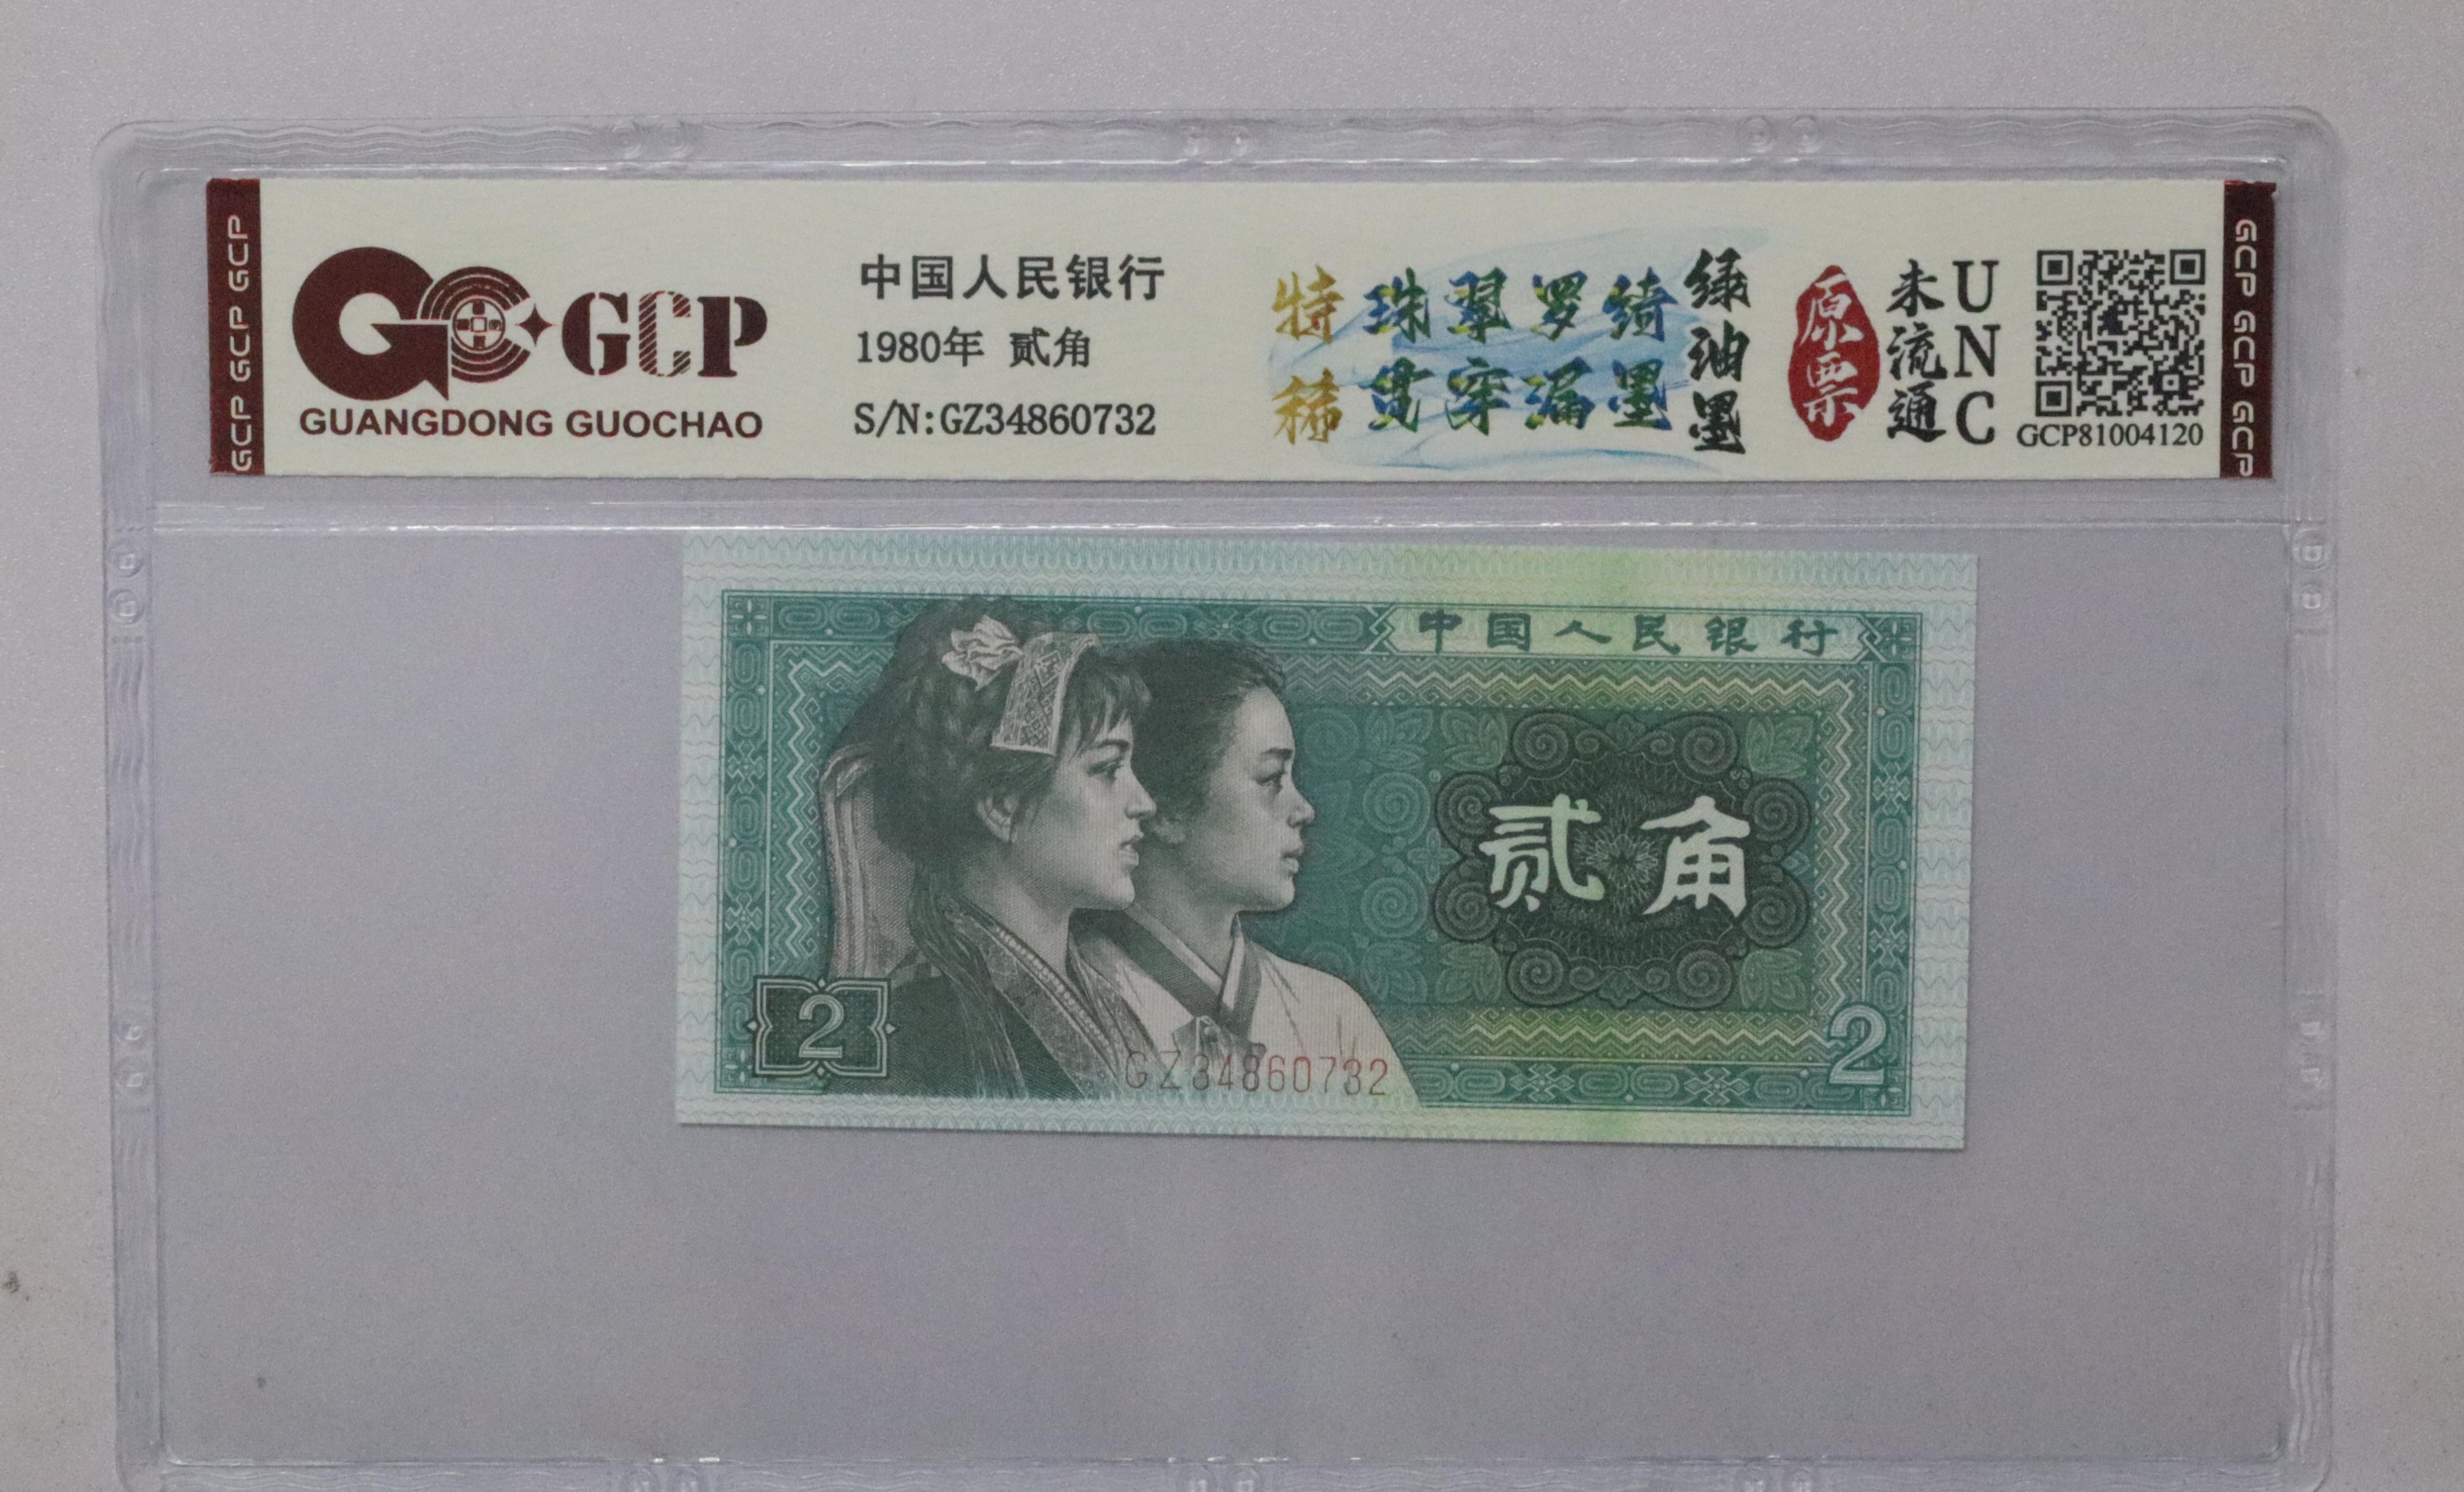 GCP GCP GCP
GCP
GUANGDONG GUOCHAO
中国人民银行
1980年 贰角
S/N:GZ34860732
特稀
珠翠罗绮
贯穿漏墨
绿油墨
原票
未流通
UNC
GCP81004120
GCP GCP GCP
中国人民银行
贰角
2
2
GZ34860732